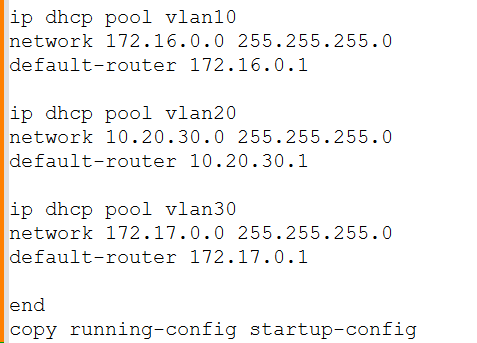 ip dhcp pool vlan10
network 172.16.0.0 255.255.255.0
default-router 172.16.0.1
ip dhcp pool vlan20
network 10.20.30.0 255.255.255.0
default-router 10.20.30.1
ip dhcp pool vlan30
network 172.17.0.0 255.255.255.0
default-router 172.17.0.1
end
copy running-config startup-config